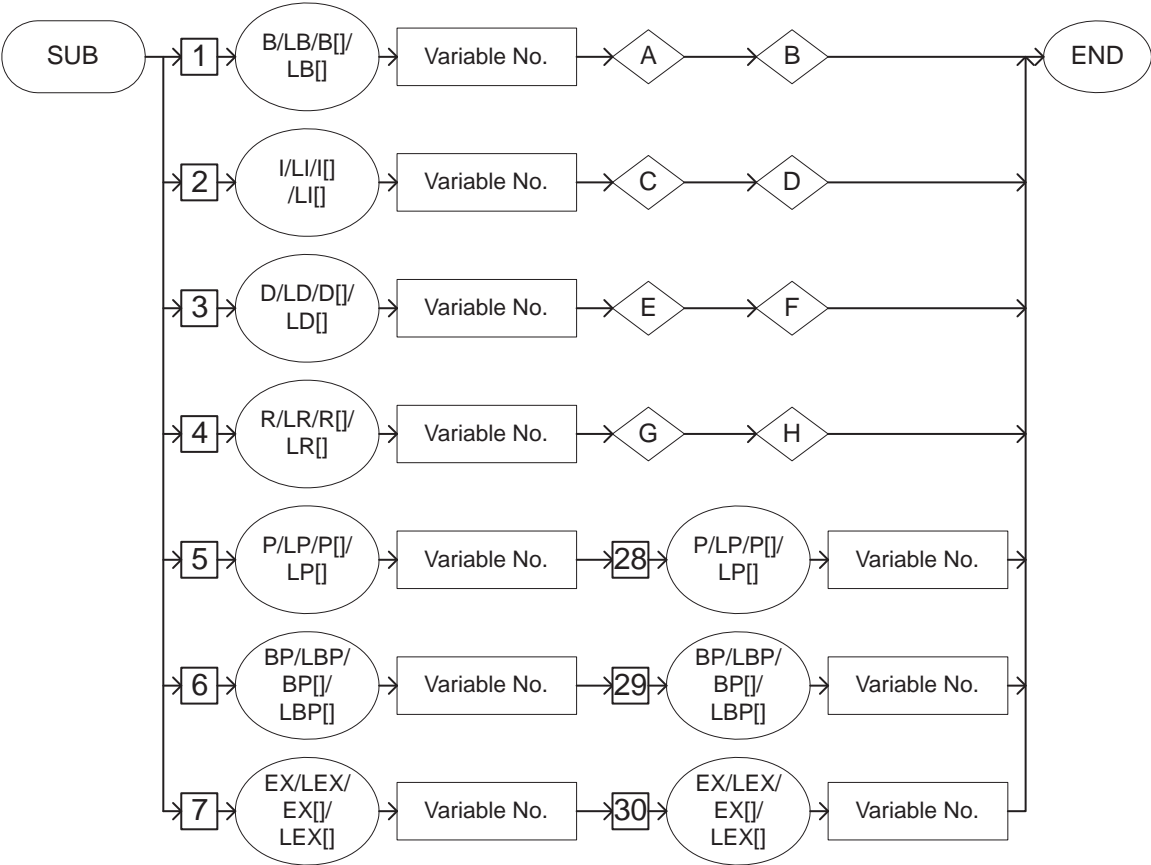 SUB
1
B/LB/B[]/
LB[]
Variable No.
A
B
END
2
I/LI/I[]
/LI[]
Variable No.
C
D
3
D/LD/D[]/
LD[]
Variable No.
E
F
4
R/LR/R[]/
LR[]
Variable No.
G
H
5
P/LP/P[]/
LP[]
Variable No.
28
P/LP/P[]/
LP[]
Variable No.
6
BP/LBP/
BP[]/
LBP[]
Variable No.
29
BP/LBP/
BP[]/
LBP[]
Variable No.
7
EX/LEX/
EX[]/
LEX[]
Variable No.
30
EX/LEX/
EX[]/
LEX[]
Variable No.